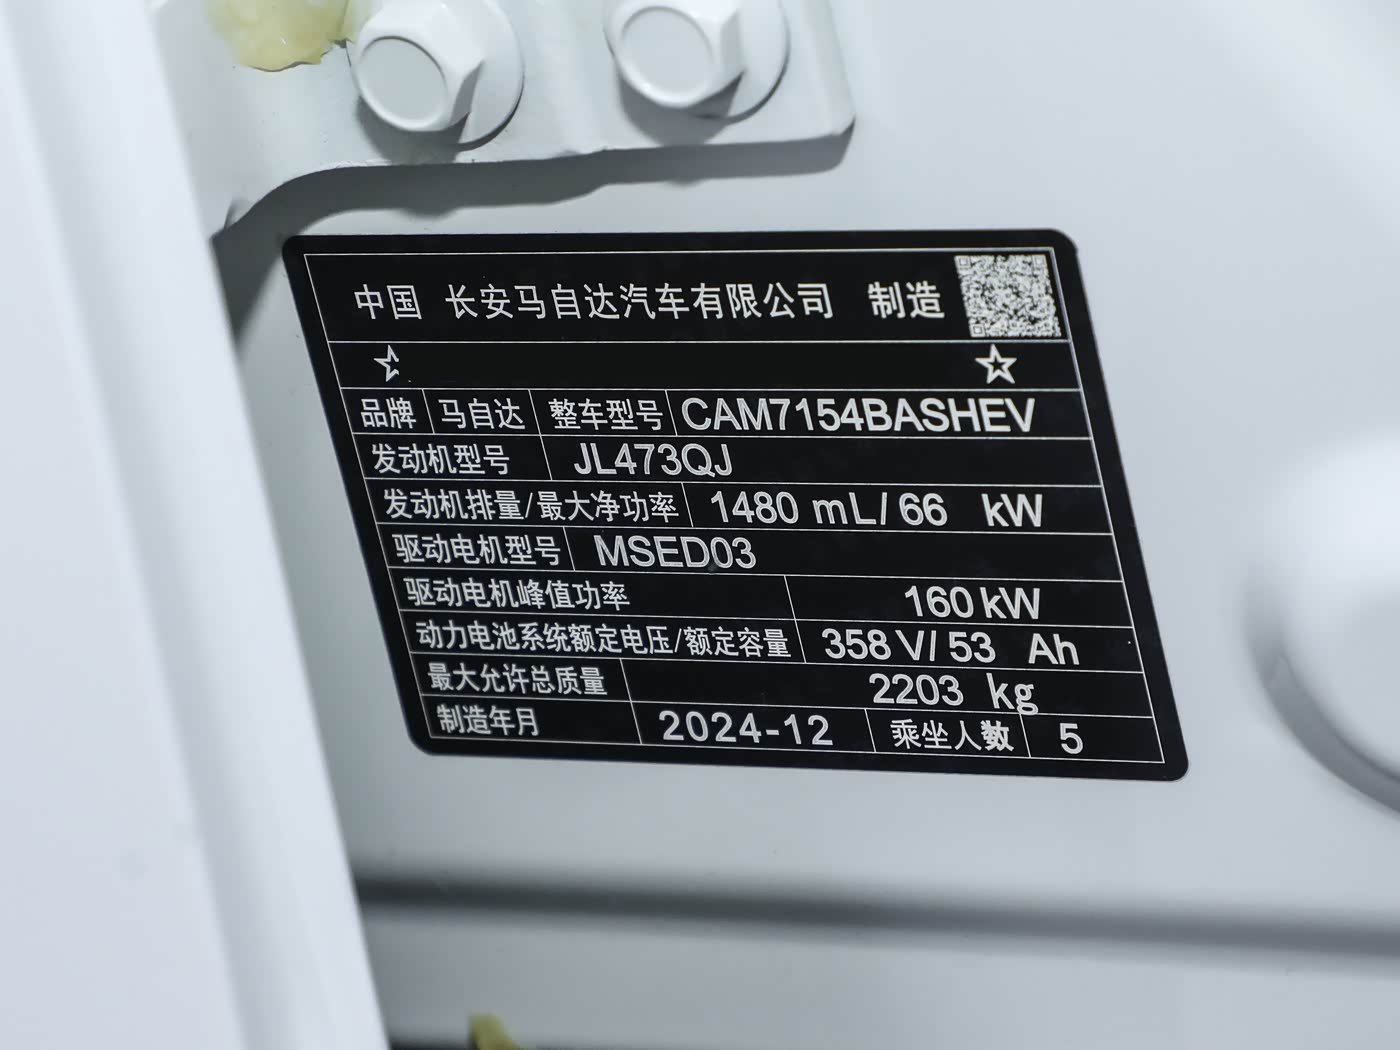 中国 长安马自达汽车有限公司 制造
☆ ☆
品牌 马自达 整车型号 CAM7154BASHEV
发动机型号 JL473QJ
发动机排量/最大净功率 1480 mL/ 66 kW
驱动电机型号 MSED03
驱动电机峰值功率 160 kW
动力电池系统额定电压/额定容量 358 V/ 53 Ah
最大允许总质量 2203 kg
制造年月 2024-12 乘坐人数 5